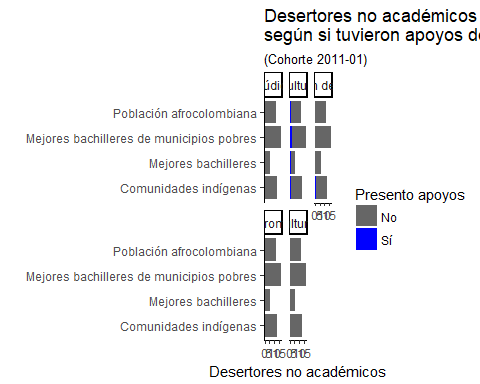 Desertores no académicos
según si tuvieron apoyos
(Cohorte 2011-01)
Población afrocolombiana
Mejores bachilleres de municipios pobres
Mejores bachilleres
Comunidades indígenas
Presento apoyos
No
Sí
Población afrocolombiana
Mejores bachilleres de municipios pobres
Mejores bachilleres
Comunidades indígenas
Desertores no académicos